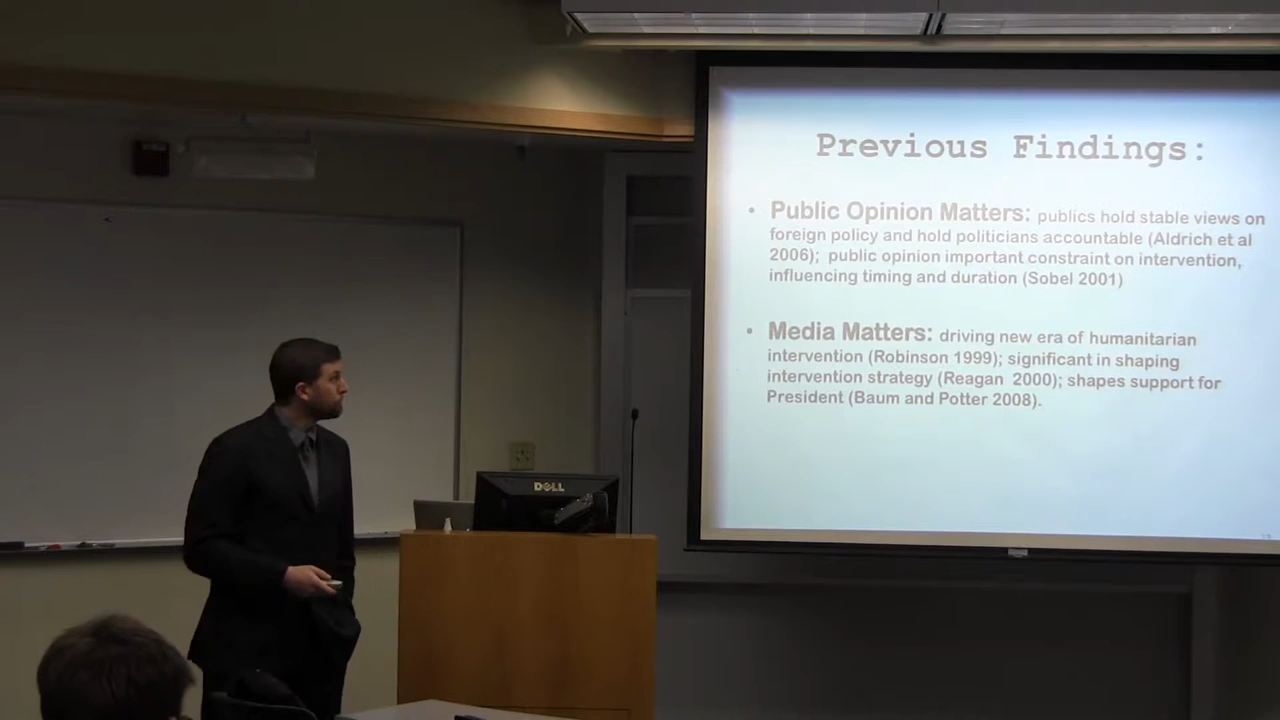 Previous Findings:
• Public Opinion Matters: publics hold stable views on
foreign policy and hold politicians accountable (Aldrich et al
2006); public opinion important constraint on intervention,
influencing timing and duration (Sobel 2001)
• Media Matters: driving new era of humanitarian
intervention (Robinson 1999); significant in shaping
intervention strategy (Reagan 2000); shapes support for
President (Baum and Potter 2008).
DELL